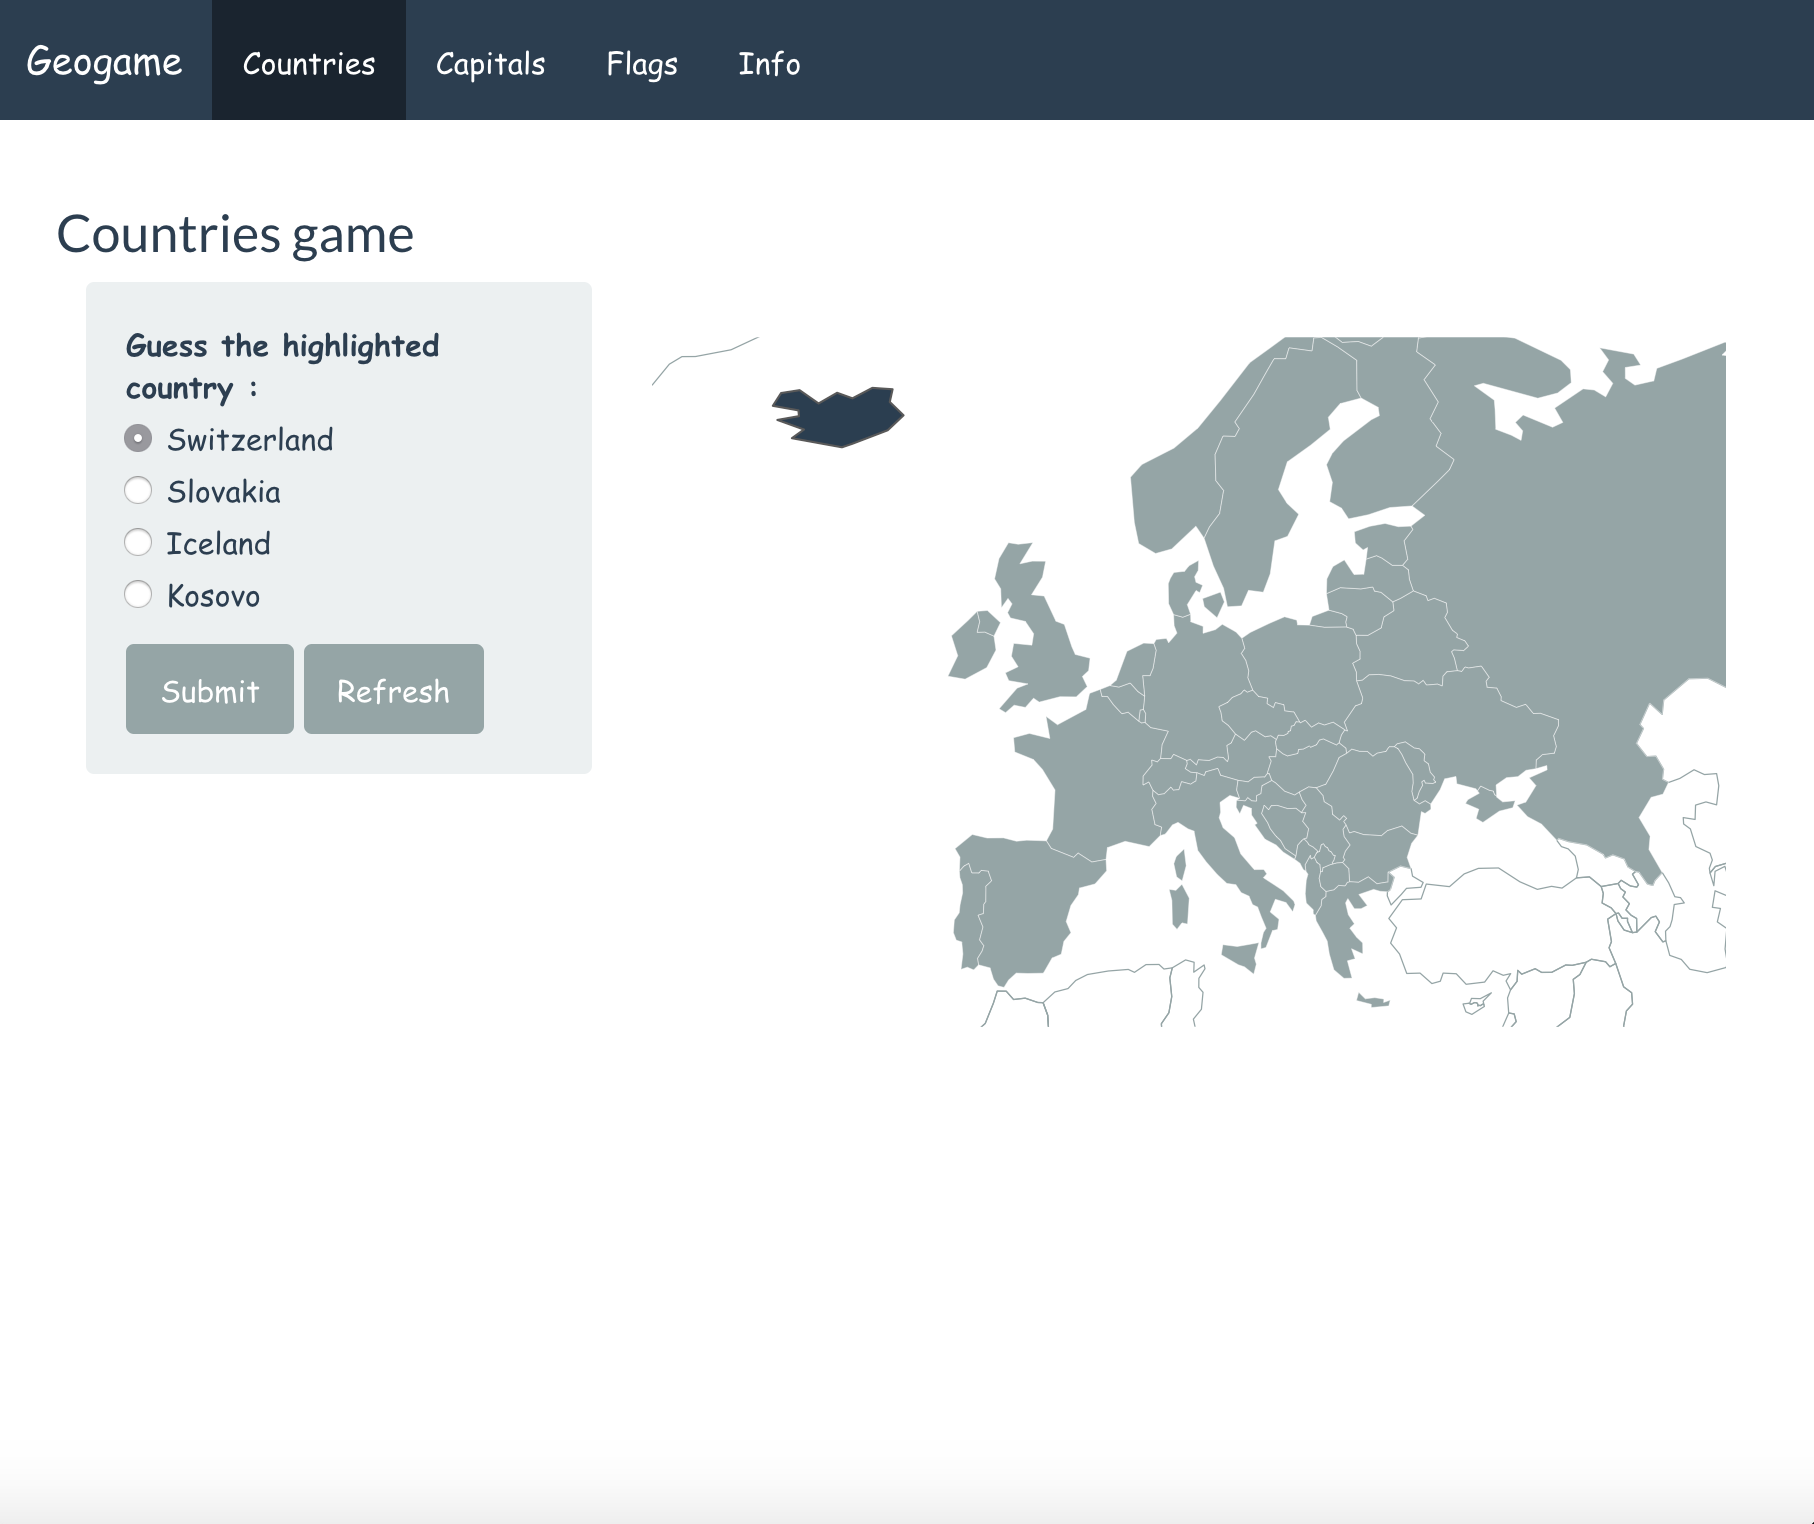 Geogame Countries Capitals Flags Info
Countries game
Guess the highlighted
country :
Switzerland
Slovakia
Iceland
Kosovo
Submit Refresh